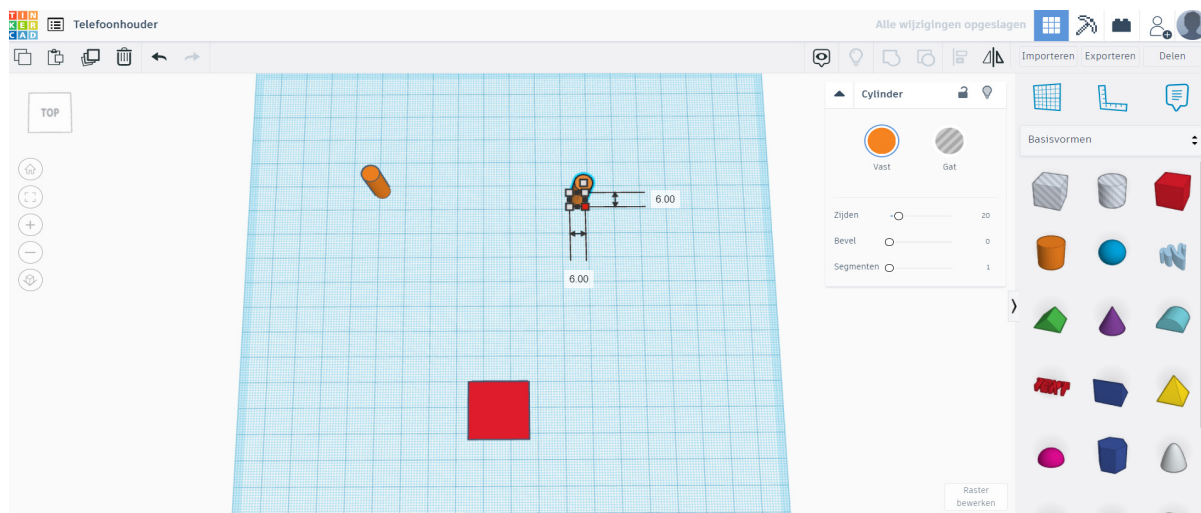 TIN
KER
CAD
Telefoonhouder
Alle wijzigingen opgeslagen
Importeren Exporteren Delen
TOP
Cylinder
Vast Gat
Zijden 20
Bevel 0
Segmenten 1
6.00
6.00
Basisvormen
TEXT
Raster
bewerken